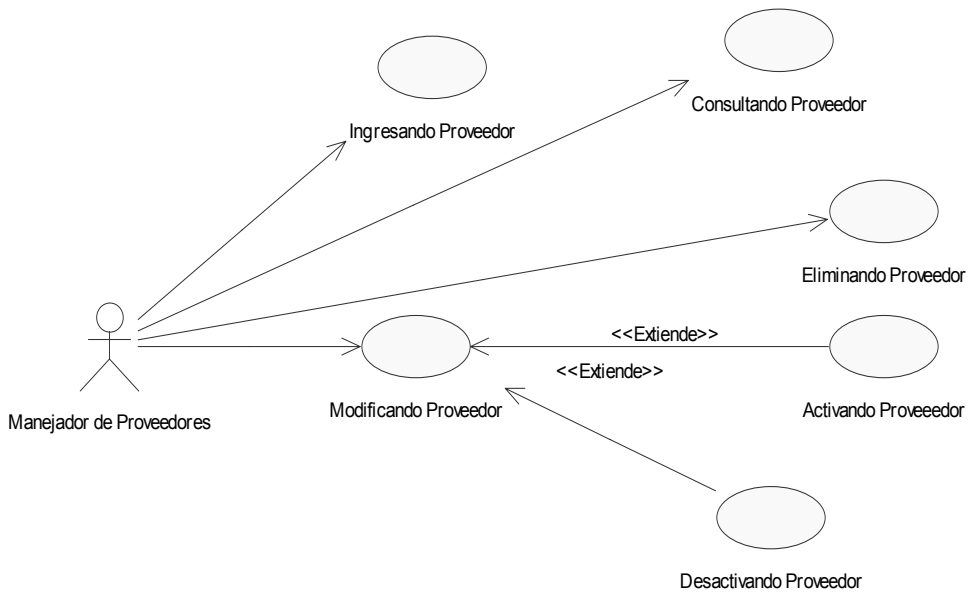 Consultando Proveedor
Ingresando Proveedor
Eliminando Proveedor
<<Extiende>>
<<Extiende>>
Manejador de Proveedores
Modificando Proveedor
Activando Proveeedor
Desactivando Proveedor